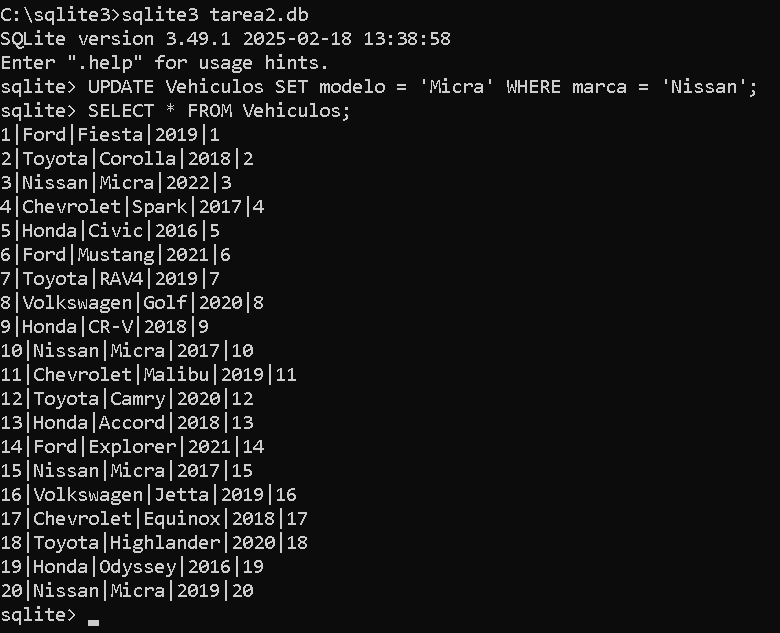 C:\sqlite3>sqlite3 tarea2.db
SQLite version 3.49.1 2025-02-18 13:38:58
Enter ".help" for usage hints.
sqlite> UPDATE Vehiculos SET modelo = 'Micra' WHERE marca = 'Nissan';
sqlite> SELECT * FROM Vehiculos;
1|Ford|Fiesta|2019|1
2|Toyota|Corolla|2018|2
3|Nissan|Micra|2022|3
4|Chevrolet|Spark|2017|4
5|Honda|Civic|2016|5
6|Ford|Mustang|2021|6
7|Toyota|RAV4|2019|7
8|Volkswagen|Golf|2020|8
9|Honda|CR-V|2018|9
10|Nissan|Micra|2017|10
11|Chevrolet|Malibu|2019|11
12|Toyota|Camry|2020|12
13|Honda|Accord|2018|13
14|Ford|Explorer|2021|14
15|Nissan|Micra|2017|15
16|Volkswagen|Jetta|2019|16
17|Chevrolet|Equinox|2018|17
18|Toyota|Highlander|2020|18
19|Honda|Odyssey|2016|19
20|Nissan|Micra|2019|20
sqlite>